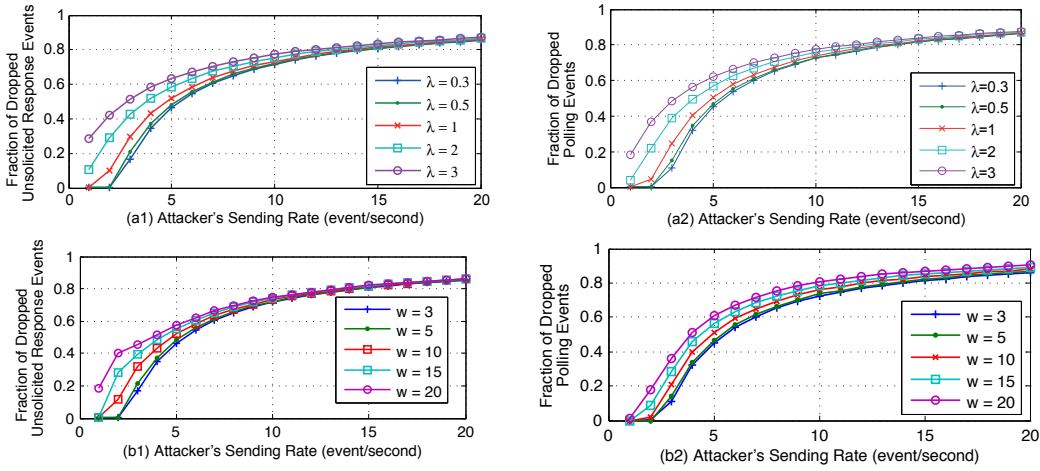 Fraction of Dropped
Unsolicited Response Events
1
0.8
0.6
0.4
0.2
0
0
5
10
15
20
λ = 0.3
λ = 0.5
λ = 1
λ = 2
λ = 3
(a1) Attacker's Sending Rate (event/second)
Fraction of Dropped
Polling Events
1
0.8
0.6
0.4
0.2
0
0
5
10
15
20
λ=0.3
λ=0.5
λ=1
λ=2
λ=3
(a2) Attacker's Sending Rate (event/second)
Fraction of Dropped
Unsolicited Response Events
1
0.8
0.6
0.4
0.2
0
0
5
10
15
20
w = 3
w = 5
w = 10
w = 15
w = 20
(b1) Attacker's Sending Rate (event/second)
Fraction of Dropped
Polling Events
1
0.8
0.6
0.4
0.2
0
0
5
10
15
20
w = 3
w = 5
w = 10
w = 15
w = 20
(b2) Attacker's Sending Rate (event/second)